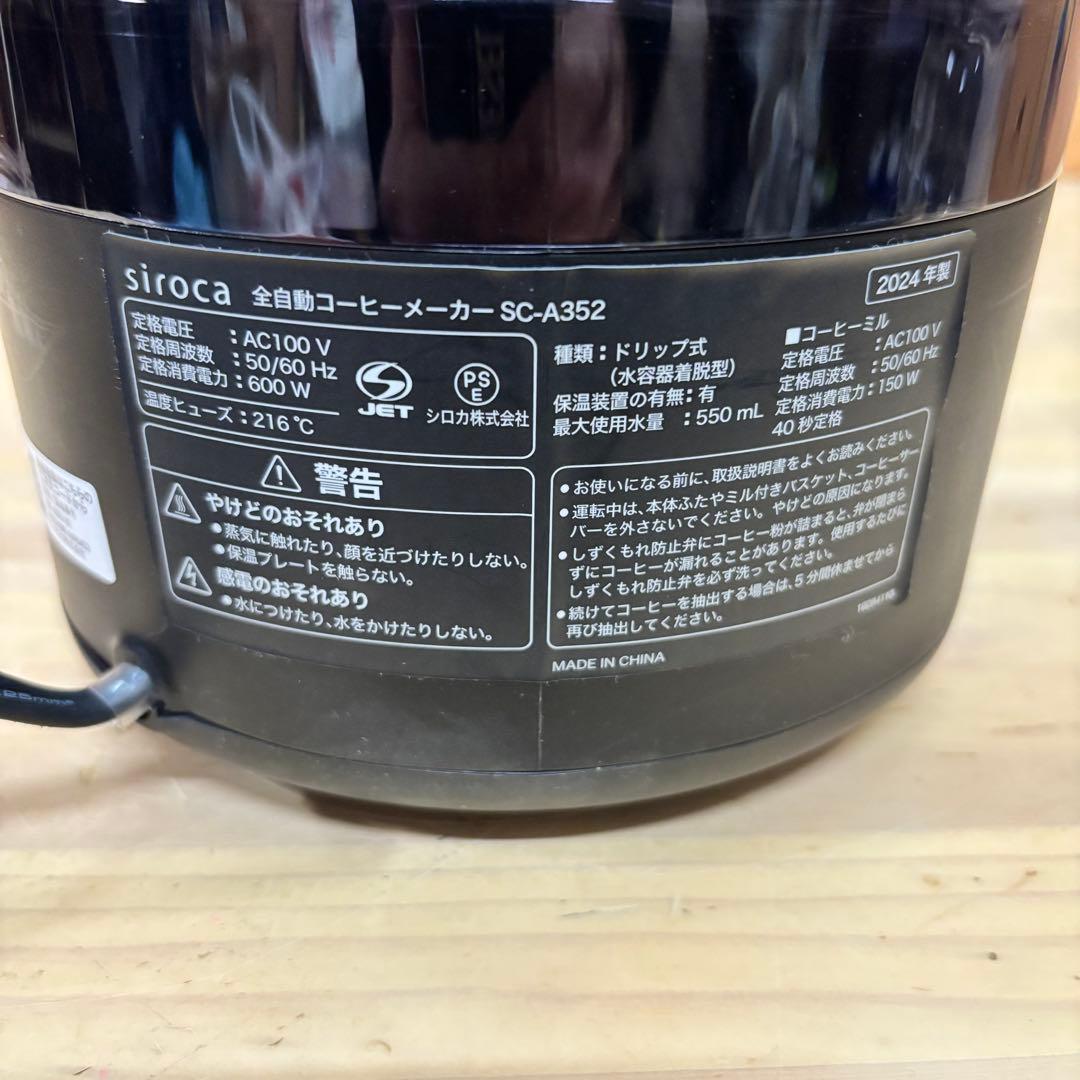 siroca 全自動コーヒーメーカー SC-A352
2024年製
定格電圧 : AC100 V
定格周波数 : 50/60 Hz
定格消費電力 : 600 W
温度ヒューズ : 216℃
S
JET
PS
E
シロカ株式会社
種類 : ドリップ式
(水容器着脱型)
保温装置の有無 : 有
最大使用水量 : 550 mL
■コーヒーミル
定格電圧 : AC100 V
定格周波数 : 50/60 Hz
定格消費電力 : 150 W
40秒定格
警告
やけどのおそれあり
●蒸気に触れたり、顔を近づけたりしない。
●保温プレートを触らない。
感電のおそれあり
●水につけたり、水をかけたりしない。
●お使いになる前に、取扱説明書をよくお読みください。
●運転中は、本体ふたやミル付きバスケット、コーヒーサー
バーを外さないでください。やけどの原因になります。
●しずくもれ防止弁にコーヒー粉が詰まると、弁が閉まら
ずにコーヒーが漏れることがあります。使用するたびに
しずくもれ防止弁を必ず洗ってください。
●続けてコーヒーを抽出する場合は、5分間休ませてから
再び抽出してください。
MADE IN CHINA